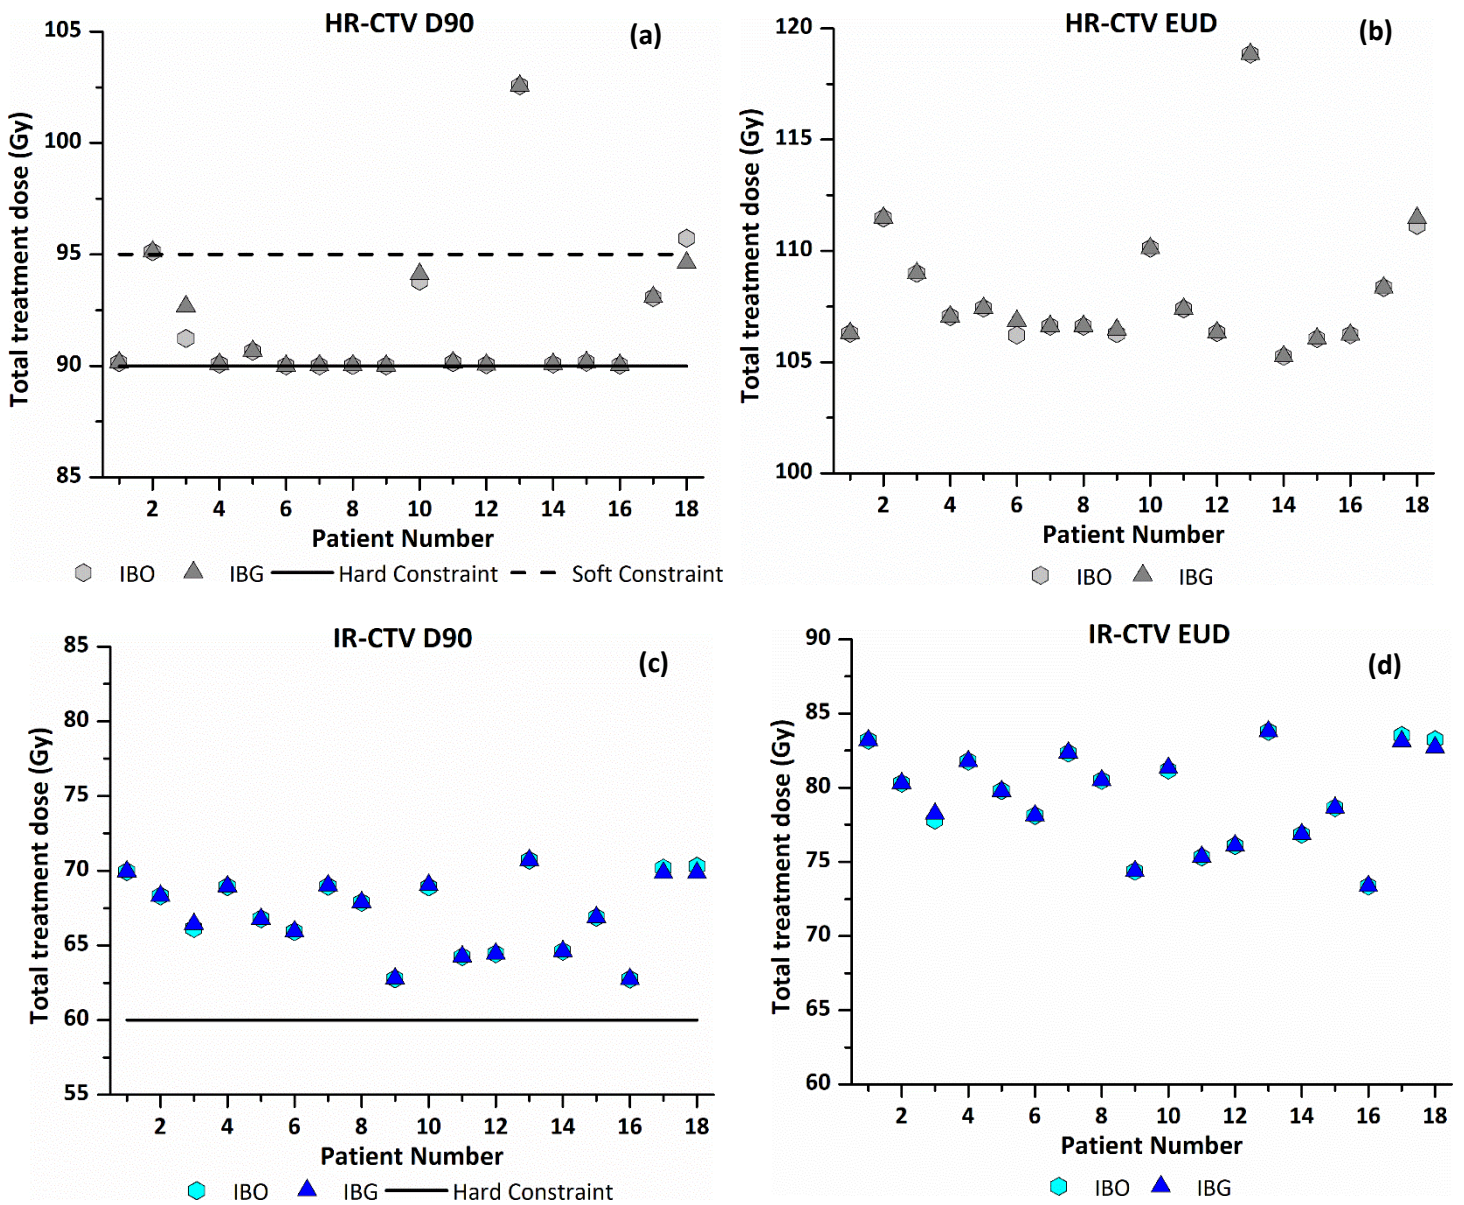 HR-CTV D90
(a)
Total treatment dose (Gy)
105
100
95
90
85
2 4 6 8 10 12 14 16 18
Patient Number
IBO IBG Hard Constraint Soft Constraint
HR-CTV EUD
(b)
Total treatment dose (Gy)
120
115
110
105
100
2 4 6 8 10 12 14 16 18
Patient Number
IBO IBG
IR-CTV D90
(c)
Total treatment dose (Gy)
85
80
75
70
65
60
55
2 4 6 8 10 12 14 16 18
Patient Number
IBO IBG Hard Constraint
IR-CTV EUD
(d)
Total treatment dose (Gy)
90
85
80
75
70
65
60
2 4 6 8 10 12 14 16 18
Patient Number
IBO IBG